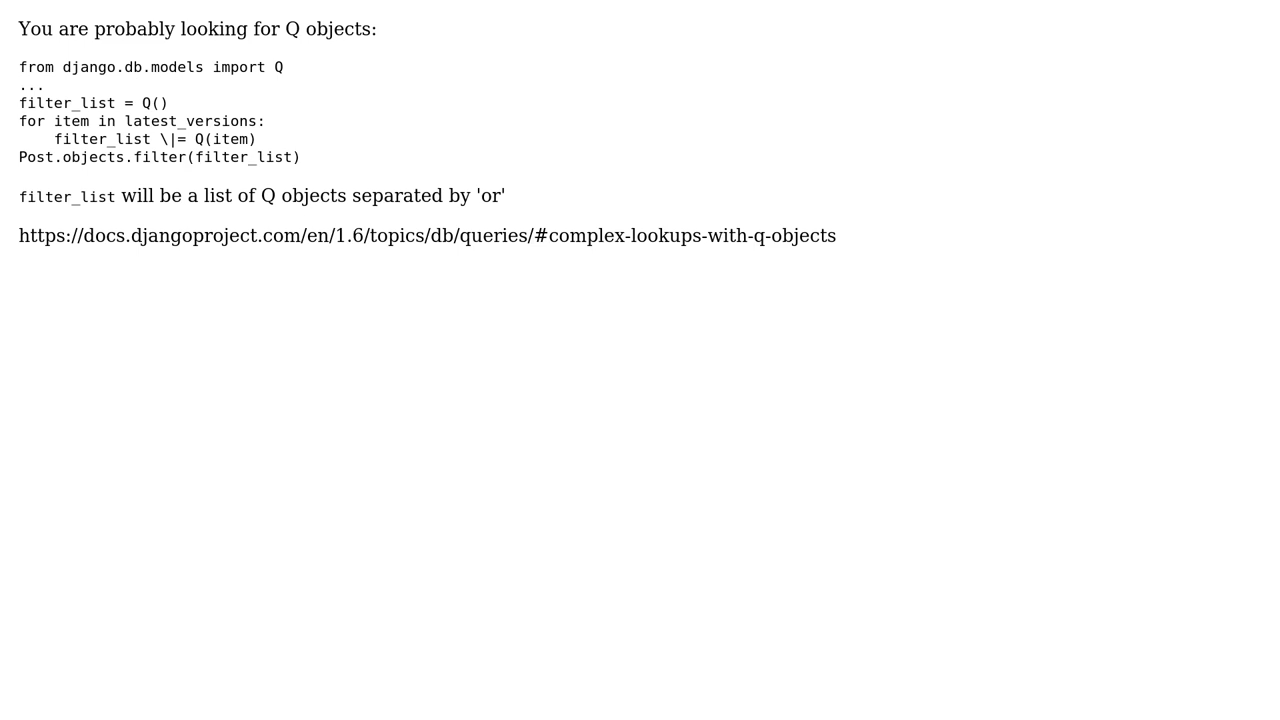 You are probably looking for Q objects:
from django.db.models import Q
...
filter_list = Q()
for item in latest_versions:
    filter_list \|= Q(item)
Post.objects.filter(filter_list)
filter_list will be a list of Q objects separated by 'or'
https://docs.djangoproject.com/en/1.6/topics/db/queries/#complex-lookups-with-q-objects